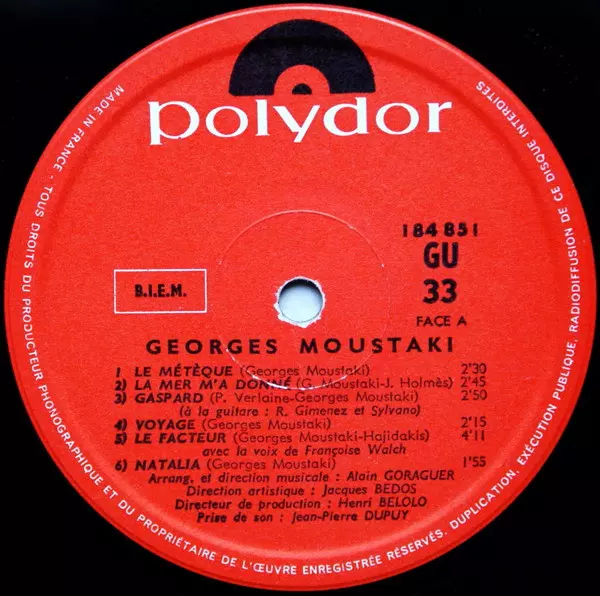 polydor
184 851
GU
33
B.I.E.M.
FACE A
GEORGES MOUSTAKI
1 LE MÉTÈQUE (Georges Moustaki) 2'30
2) LA MER M'A DONNÉ (G. Moustaki-J. Holmès) 2'45
3) GASPARD (P. Verlaine-Georges Moustaki) 2'50
(à la guitare : R. Gimenez et Sylvano)
4) VOYAGE (Georges Moustaki) 2'15
5) LE FACTEUR (Georges Moustaki-Hajidakis) 4'11
avec la voix de Françoise Walch
6) NATALIA (Georges Moustaki) 1'55
Arrang, et direction musicale : Alain GORAGUER
Direction artistique : Jacques BEDOS
Directeur de production : Henri BELOLO
Prise de son : Jean-Pierre DUPUY
MADE IN FRANCE · TOUS DROITS DU PRODUCTEUR PHONOGRAPHIQUE ET DU PROPRIÉTAIRE DE L'ŒUVRE ENREGISTRÉE RÉSERVÉS. DUPLICATION, EXÉCUTION PUBLIQUE, RADIODIFFUSION DE CE DISQUE INTERDITES